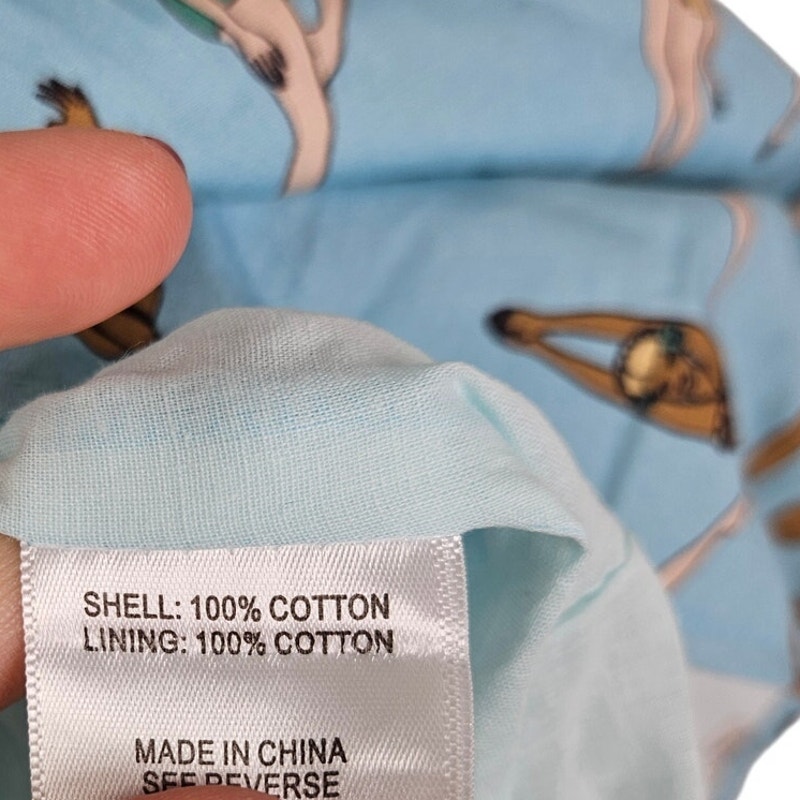 SHELL: 100% COTTON
LINING: 100% COTTON
MADE IN CHINA
SEE REVERSE